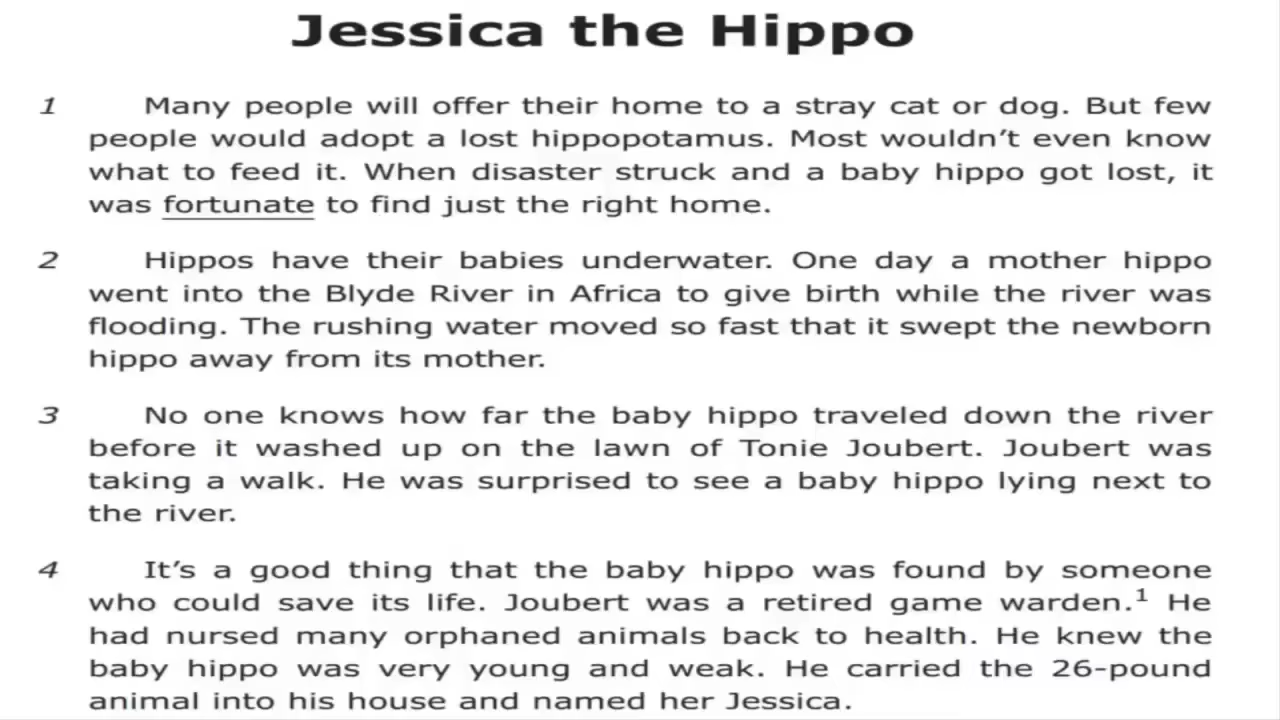 Jessica the Hippo
1 Many people will offer their home to a stray cat or dog. But few
people would adopt a lost hippopotamus. Most wouldn’t even know
what to feed it. When disaster struck and a baby hippo got lost, it
was fortunate to find just the right home.
2 Hippos have their babies underwater. One day a mother hippo
went into the Blyde River in Africa to give birth while the river was
flooding. The rushing water moved so fast that it swept the newborn
hippo away from its mother.
3 No one knows how far the baby hippo traveled down the river
before it washed up on the lawn of Tonie Joubert. Joubert was
taking a walk. He was surprised to see a baby hippo lying next to
the river.
4 It’s a good thing that the baby hippo was found by someone
who could save its life. Joubert was a retired game warden.¹ He
had nursed many orphaned animals back to health. He knew the
baby hippo was very young and weak. He carried the 26-pound
animal into his house and named her Jessica.